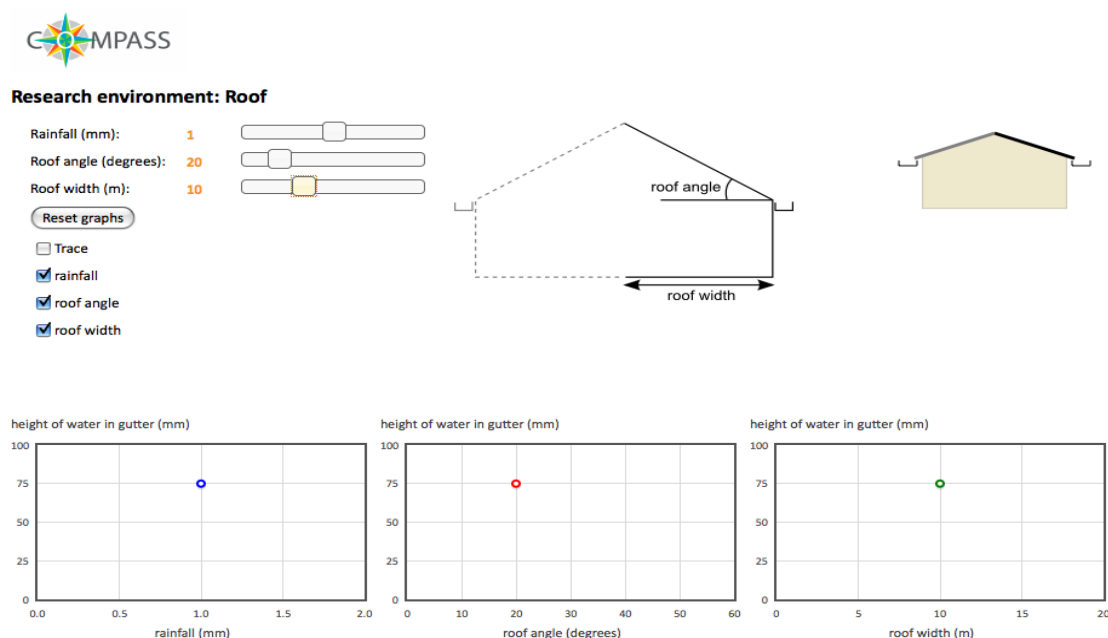 COMPASS
Research environment: Roof
Rainfall (mm): 1
Roof angle (degrees): 20
Roof width (m): 10
Reset graphs
Trace
rainfall
roof angle
roof width
roof angle
roof width
height of water in gutter (mm)
100
75
50
25
0
0.0 0.5 1.0 1.5 2.0
rainfall (mm)
height of water in gutter (mm)
100
75
50
25
0
0 10 20 30 40 50 60
roof angle (degrees)
height of water in gutter (mm)
100
75
50
25
0
0 5 10 15 20
roof width (m)